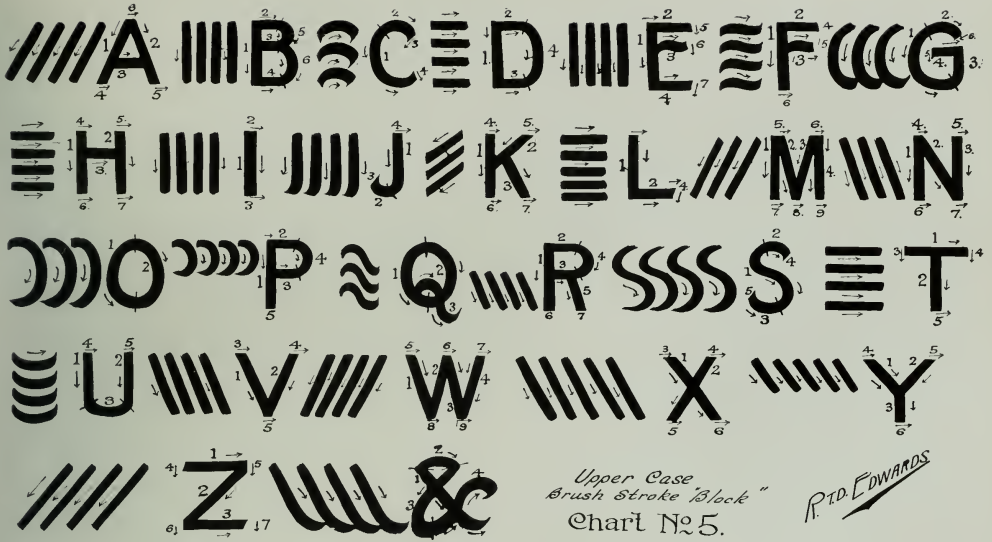 A B C D E F G
H I J K L M N
O P Q R S T
U V W X Y
Z &
Upper Case
Brush Stroke "Block"
Chart No 5.
R.T.D. EDWARDS